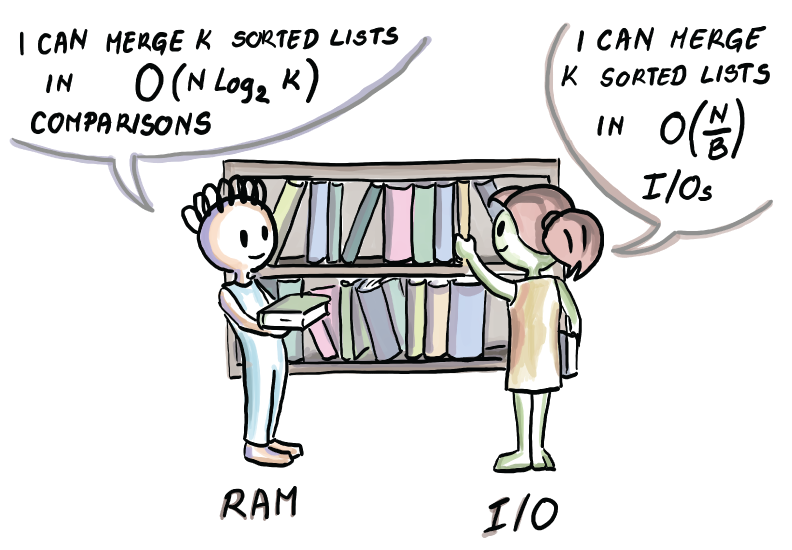 I CAN MERGE K SORTED LISTS
IN O(N Log₂ K)
COMPARISONS
I CAN MERGE
K SORTED LISTS
IN O(N/B)
I/Os
RAM
I/O